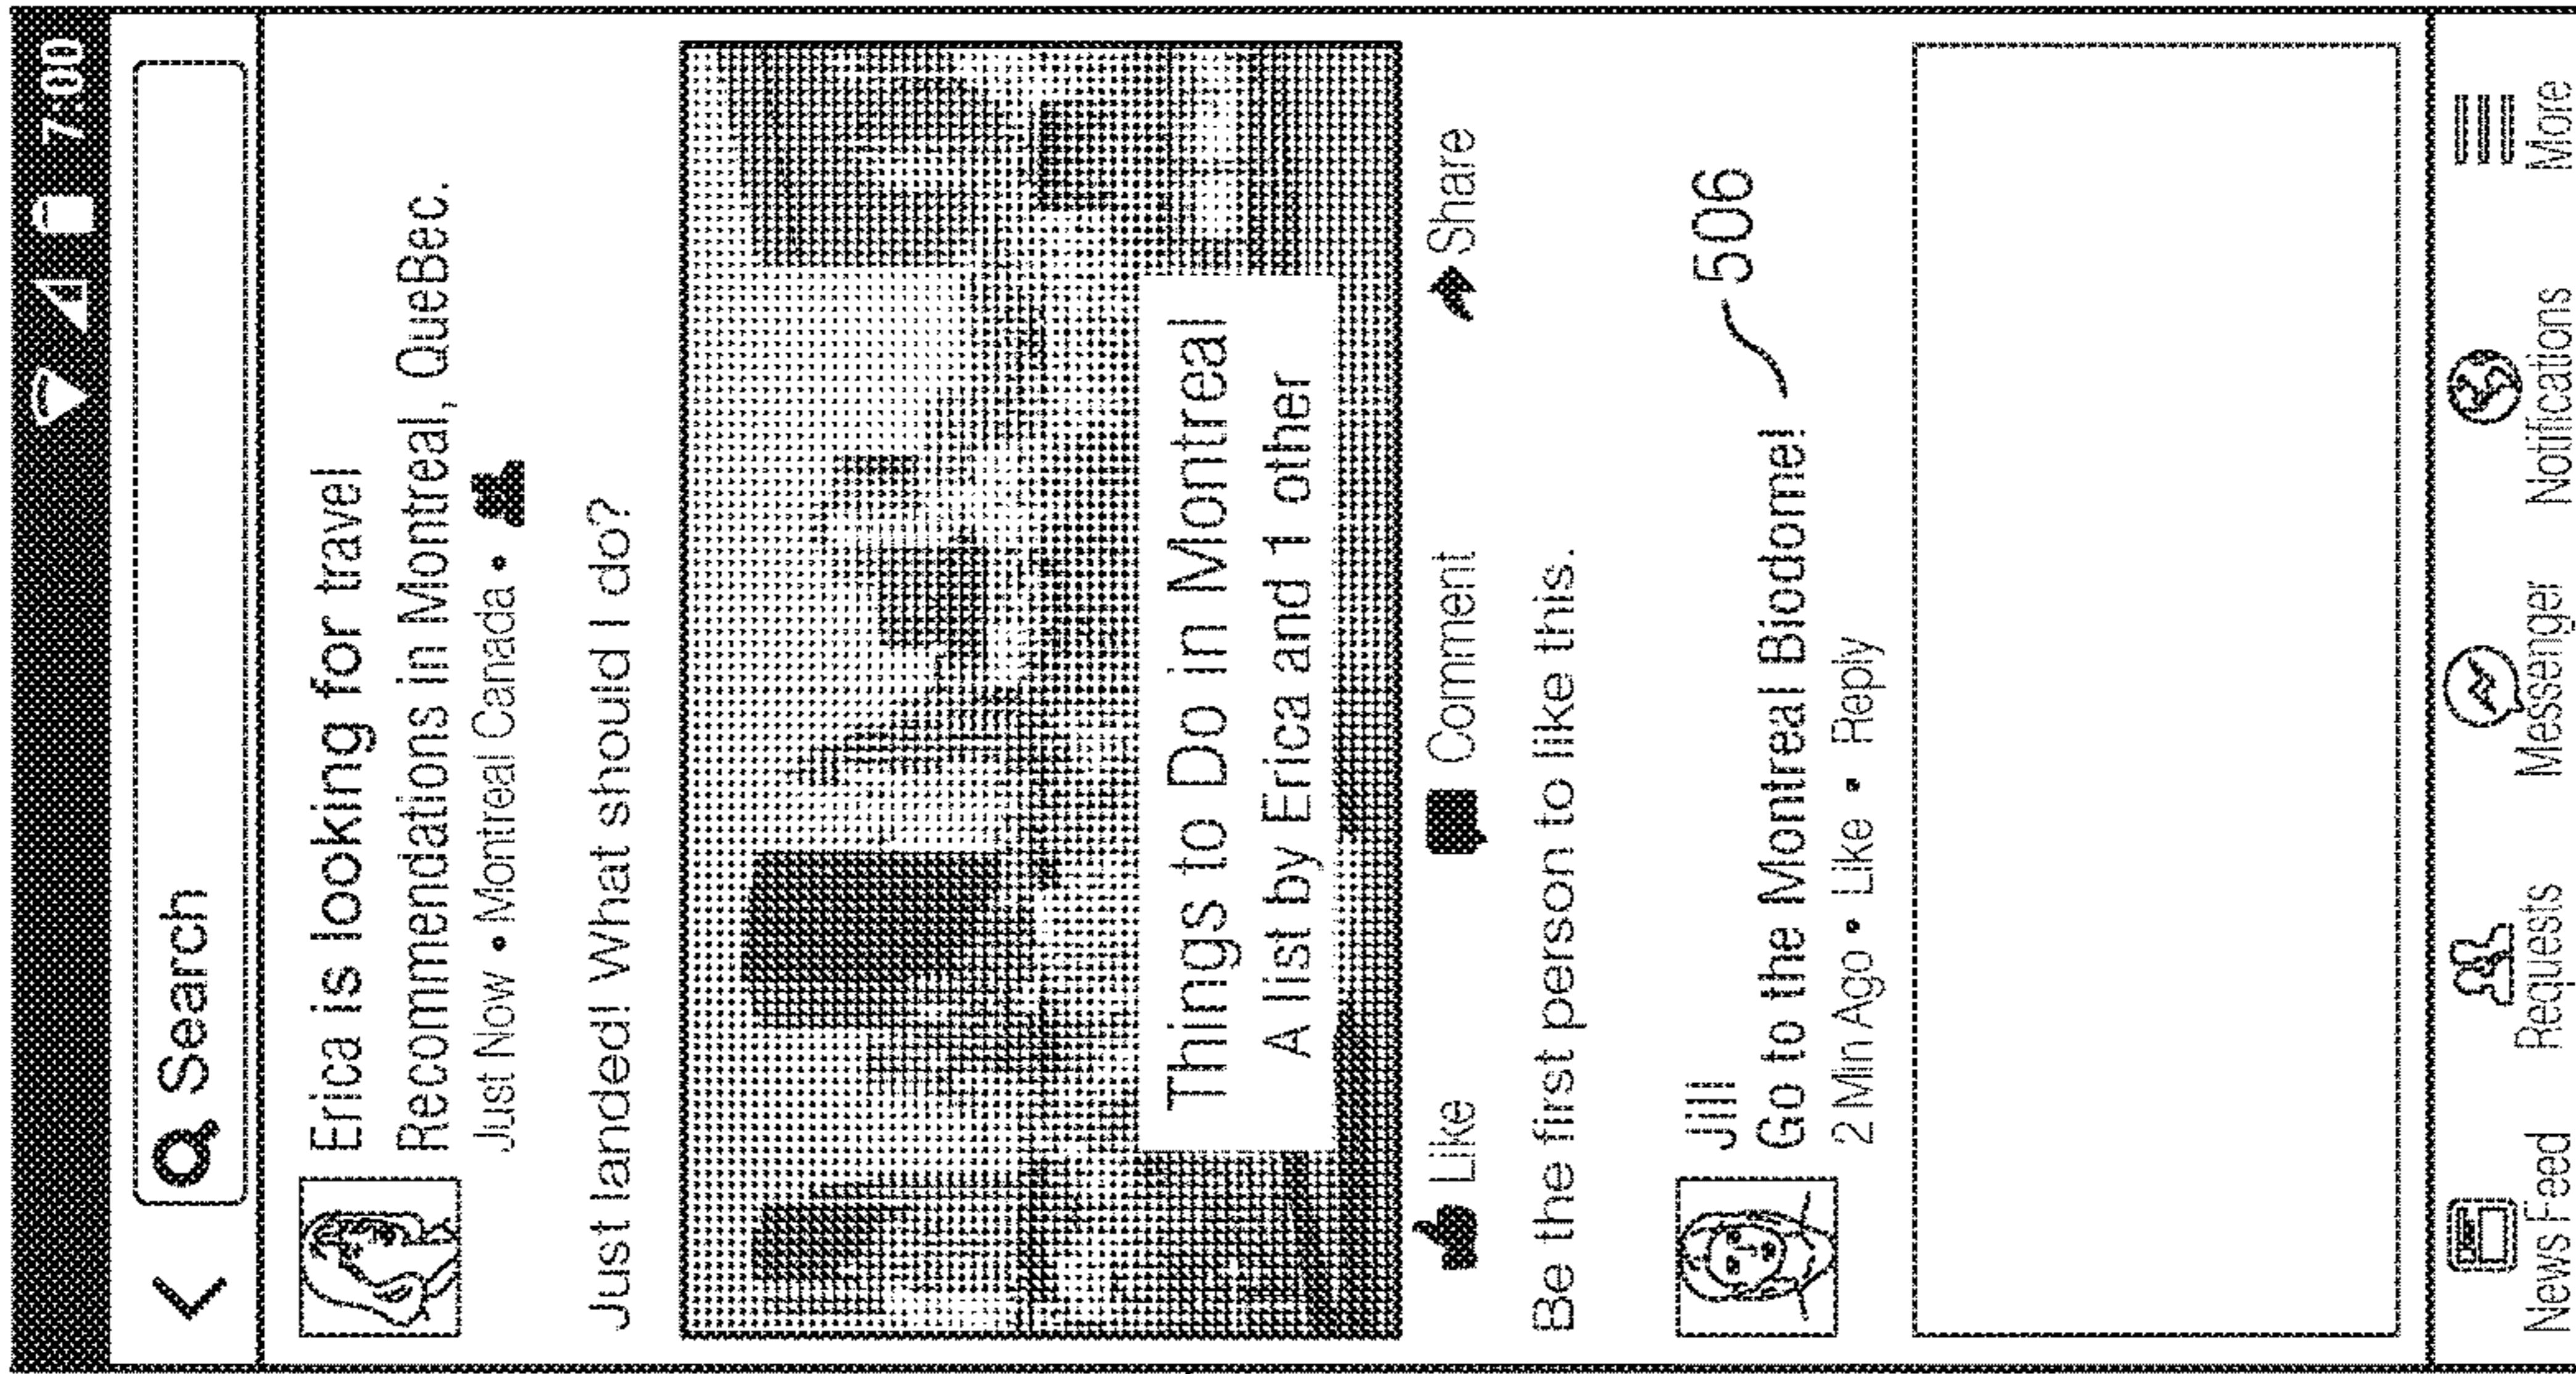 7:00
Search
Erica is looking for travel
Recommendations in Montreal, QueBec.
Just Now • Montreal Canada •
Just landed! What should I do?
Things to Do in Montreal
A list by Erica and 1 other
Like Comment Share
Be the first person to like this.
Jill
Go to the Montreal Biodome! 506
2 Min Ago • Like • Reply
News Feed Requests Messenger Notifications More